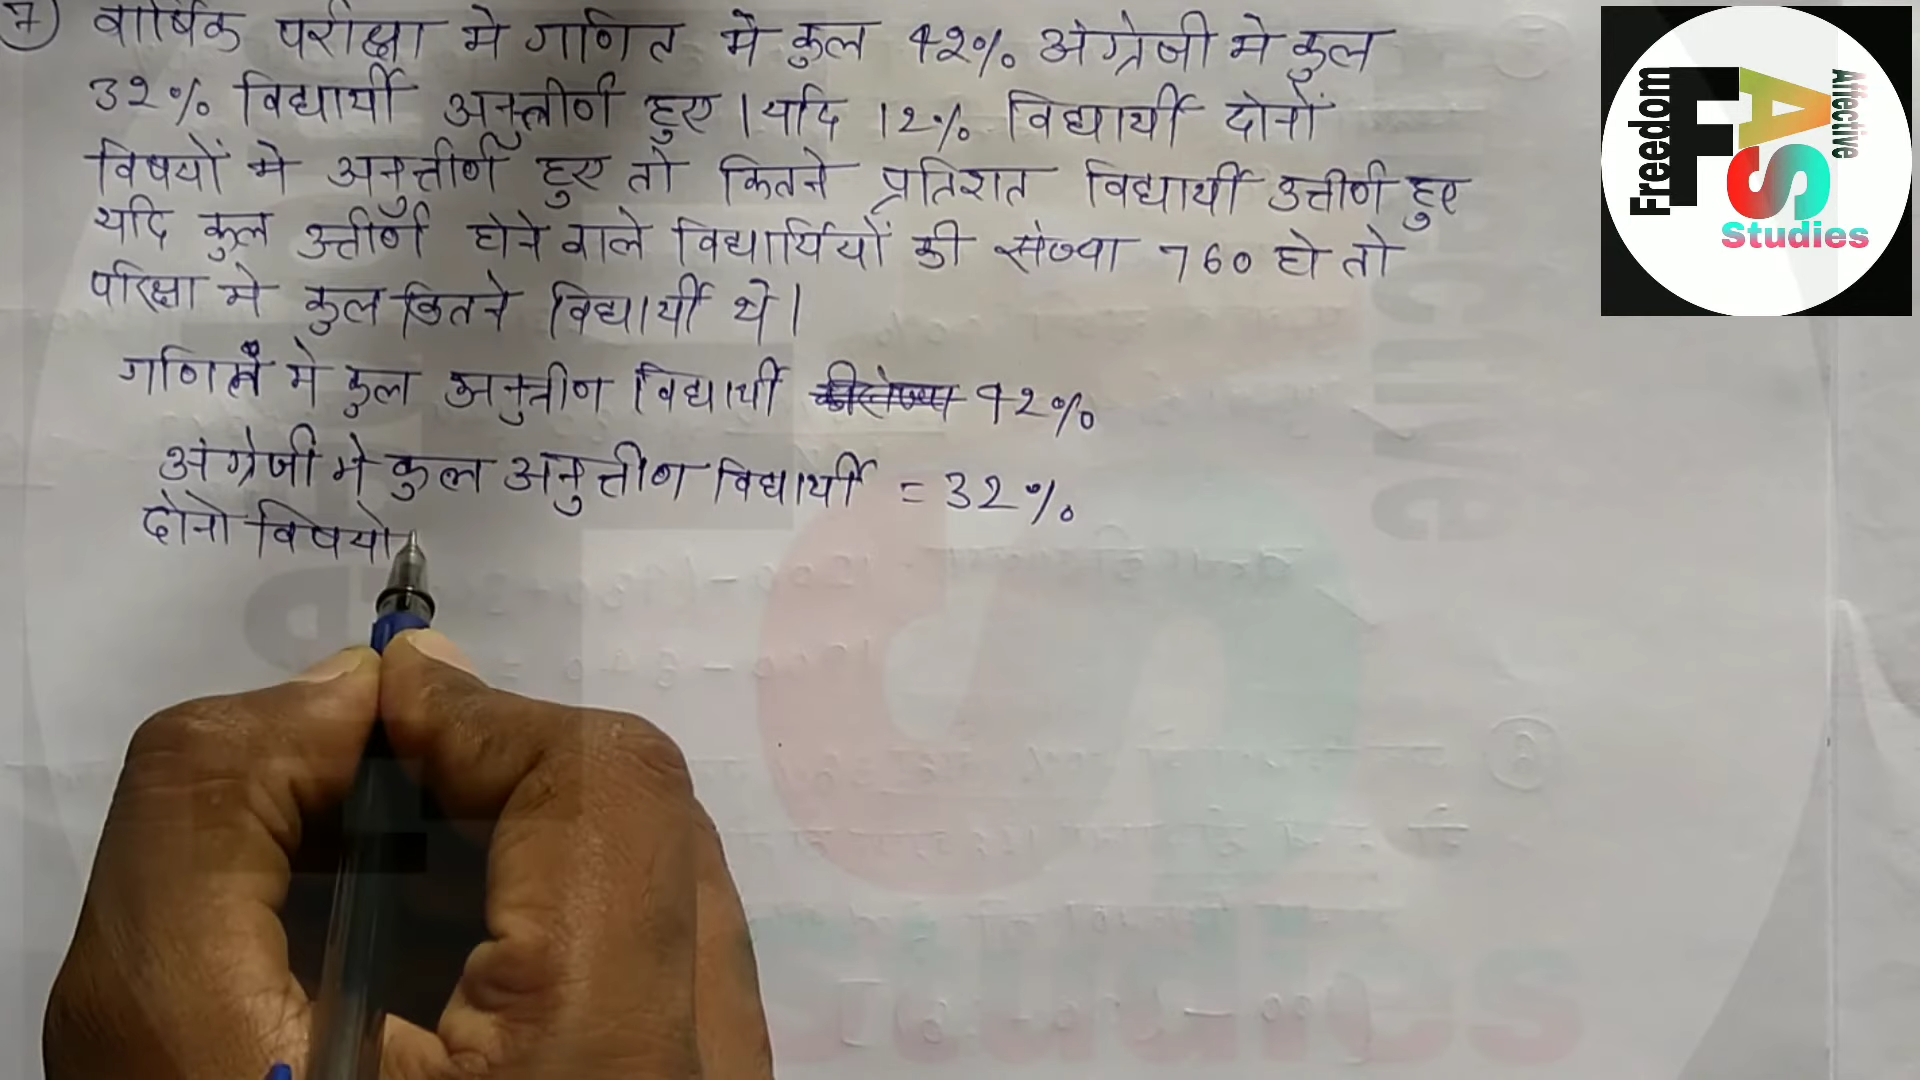 7) वार्षिक परीक्षा मे गणित मे कुल 42% अंग्रेजी मे कुल
32% विद्यार्थी अनुत्तीर्ण हुए। यदि 12% विद्यार्थी दोनों
विषयों मे अनुत्तीर्ण हुए तो कितने प्रतिशत विद्यार्थी उत्तीर्ण हुए
यदि कुल उत्तीर्ण होने वाले विद्यार्थियों की संख्या 760 हो तो
परिक्षा मे कुल कितने विद्यार्थी थे।
गणित मे कुल अनुत्तीण विद्यार्थी 42%
अंग्रेजी मे कुल अनुत्तीण विद्यार्थी = 32%
दोनो विषयो
Freedom
F
A
S
Affective
Studies